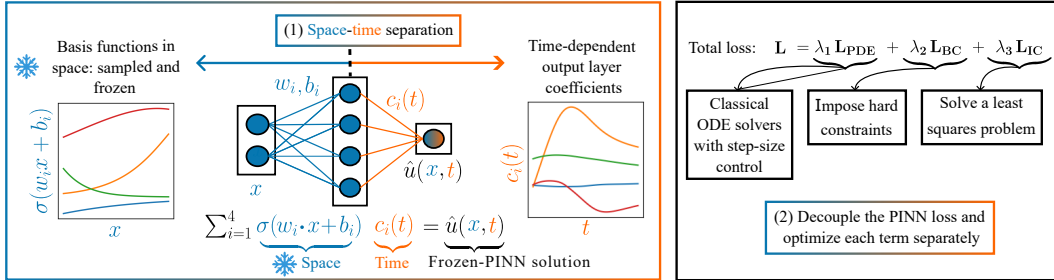 (1) Space-time separation
Basis functions in
space: sampled and
frozen
σ(w_i x + b_i)
x
w_i, b_i
c_i(t)
x
û(x,t)
Time-dependent
output layer
coefficients
c_i(t)
t
∑_{i=1}^{4} σ(w_i·x+b_i) c_i(t) = û(x,t)
Space Time Frozen-PINN solution
Total loss: L = λ_1 L_PDE + λ_2 L_BC + λ_3 L_IC
Classical
ODE solvers
with step-size
control
Impose hard
constraints
Solve a least
squares problem
(2) Decouple the PINN loss and
optimize each term separately